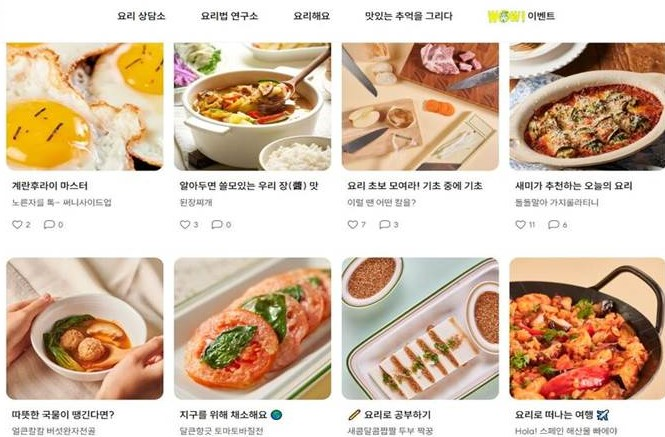 요리 상담소 요리법 연구소 요리해요 맛있는 추억을 그리다 WOW! 이벤트
계란후라이 마스터
노른자를 톡~ 써니사이드업
2 0
알아두면 쓸모있는 우리 장(醬) 맛
된장찌개
3 0
요리 초보 모여라! 기초 중에 기초
이럴 땐 어떤 칼을?
7 3
새미가 추천하는 오늘의 요리
돌돌말아 가지올라티니
11 6
따뜻한 국물이 땡긴다면?
얼큰칼칼 버섯완자전골
지구를 위해 채소해요
달큰향긋 토마토바질전
요리로 공부하기
새콤달콤짭짤 두부 짝꿍
요리로 떠나는 여행
Hola! 스페인 해산물 빠에야